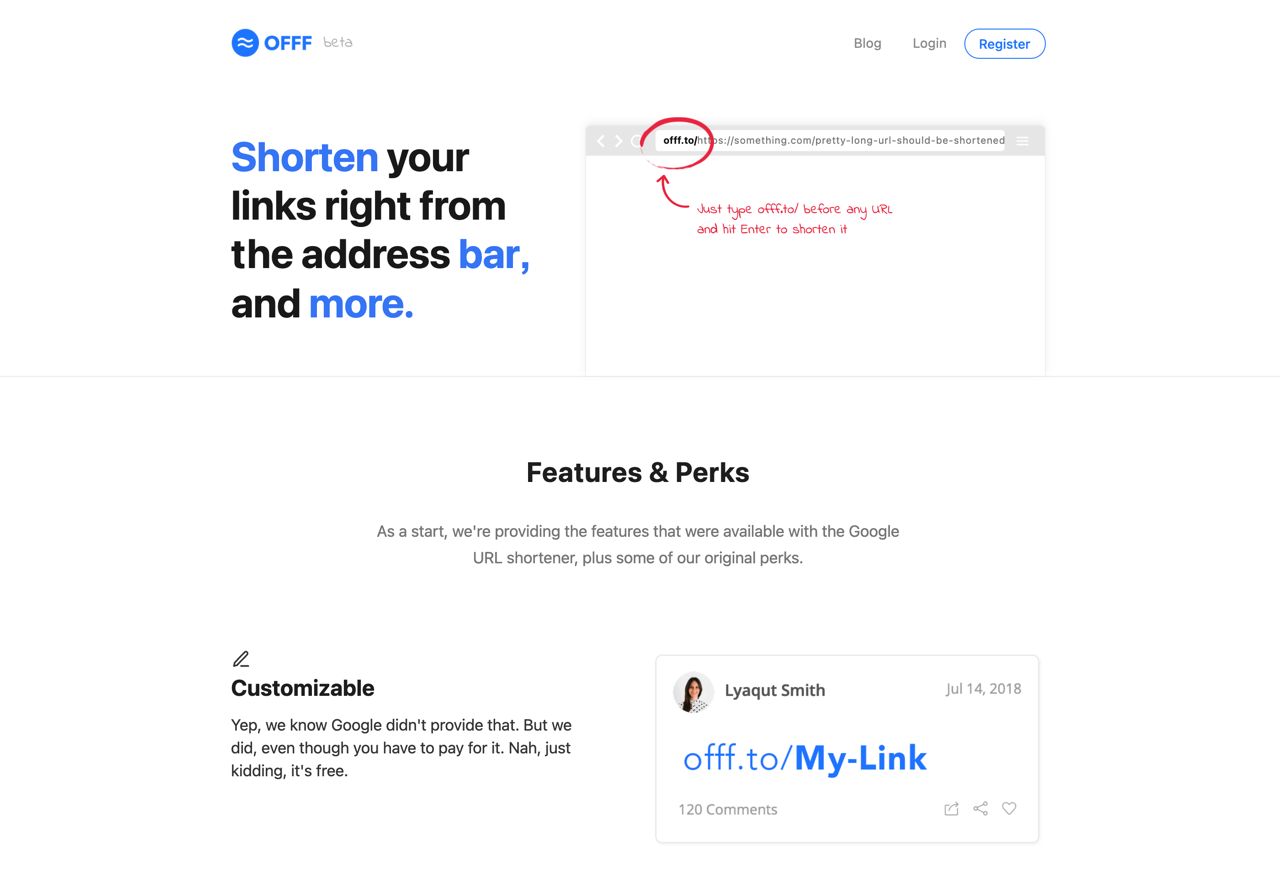 OFFF beta
Blog
Login
Register
Shorten your
links right from
the address bar,
and more.
offf.to/https://something.com/pretty-long-url-should-be-shortened
Just type offf.to/ before any URL
and hit Enter to shorten it
Features & Perks
As a start, we're providing the features that were available with the Google
URL shortener, plus some of our original perks.
Customizable
Yep, we know Google didn't provide that. But we
did, even though you have to pay for it. Nah, just
kidding, it's free.
Lyaqut Smith
Jul 14, 2018
offf.to/My-Link
120 Comments